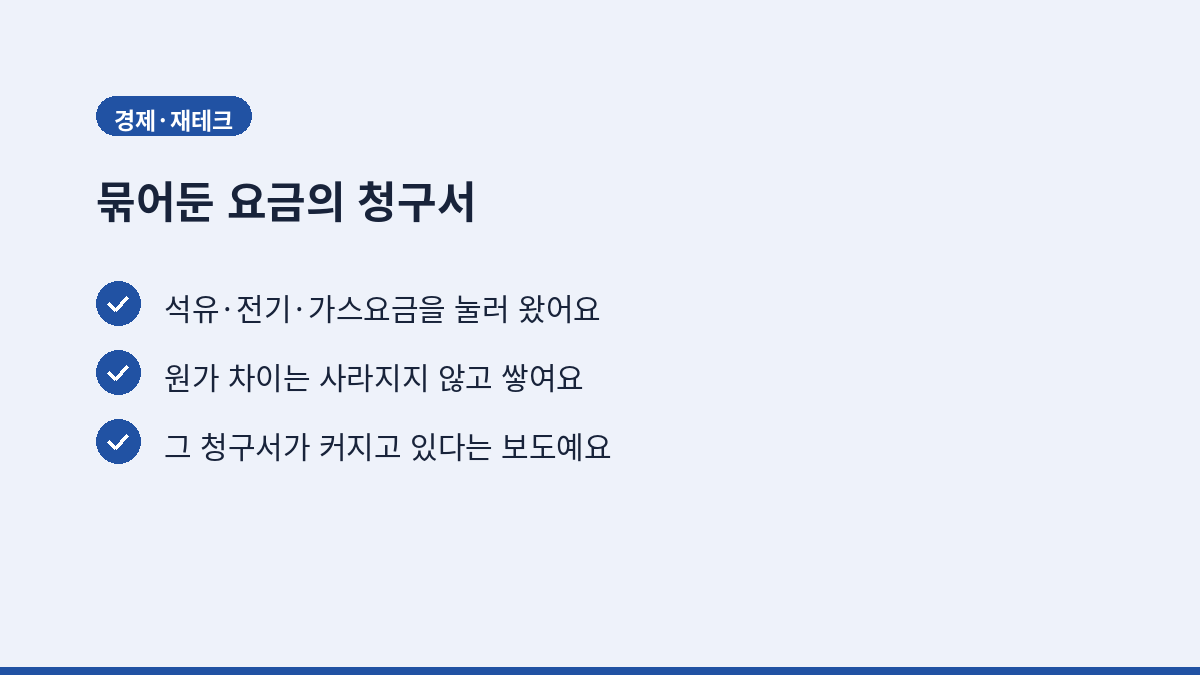 경제·재테크
묶어둔 요금의 청구서
석유·전기·가스요금을 눌러 왔어요
원가 차이는 사라지지 않고 쌓여요
그 청구서가 커지고 있다는 보도예요